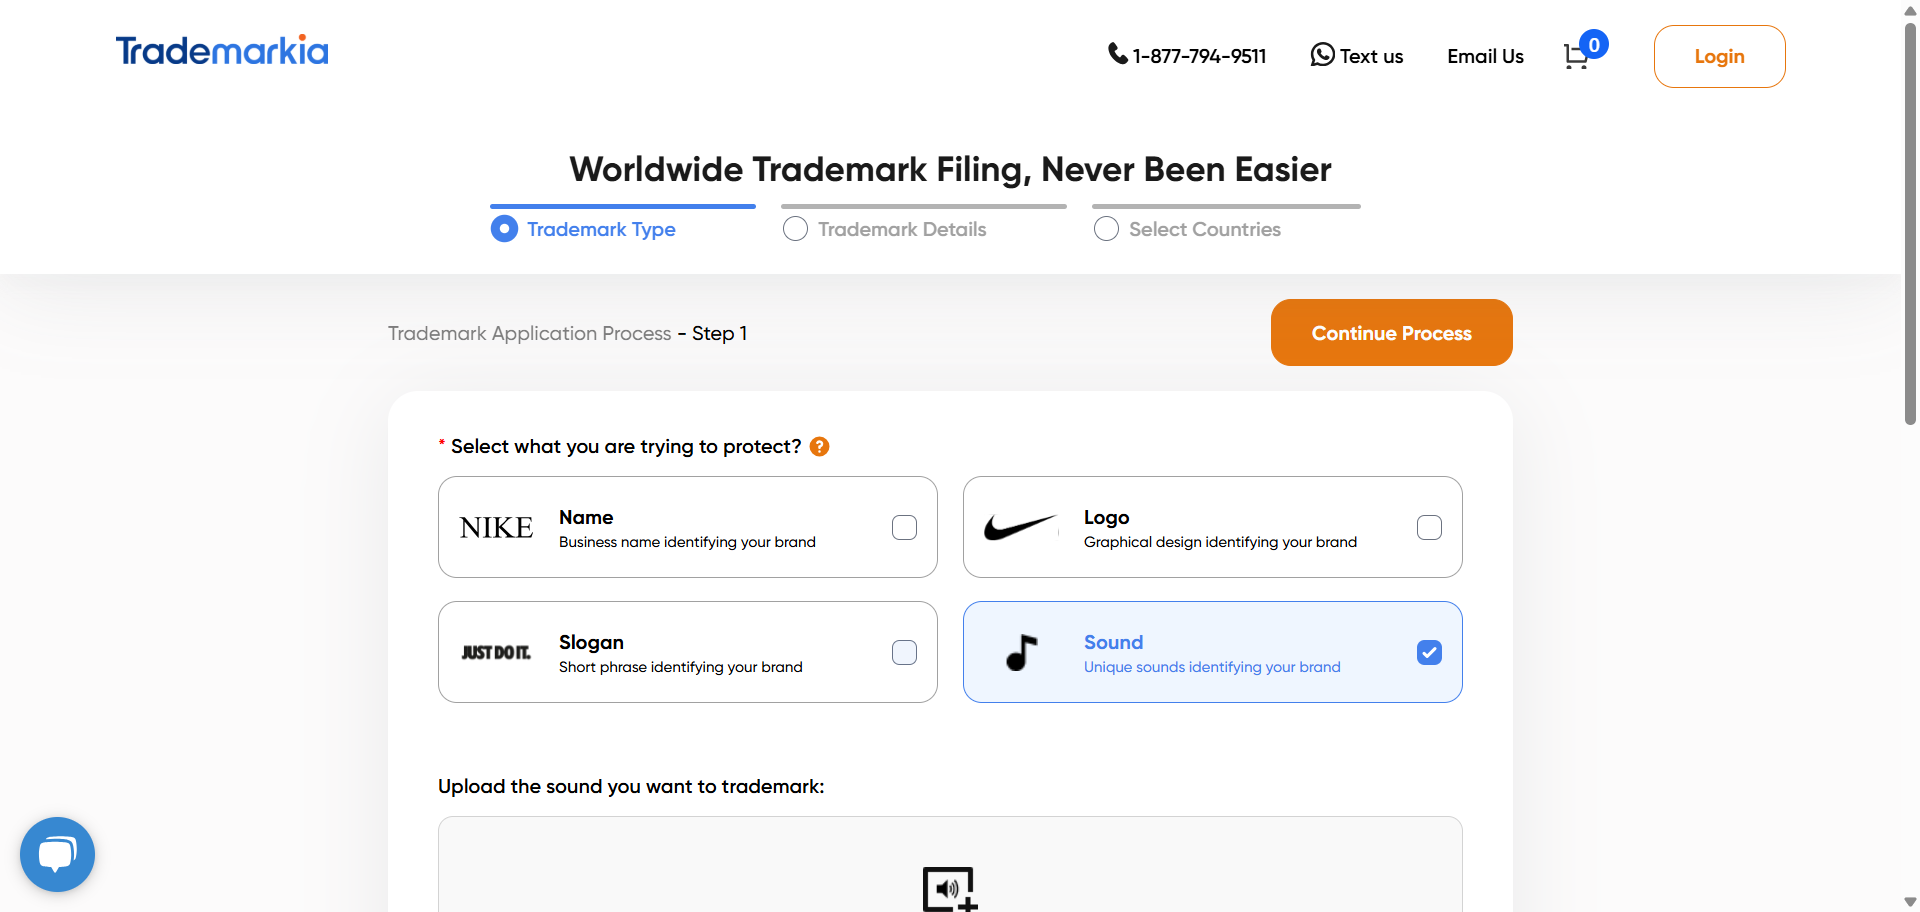 Trademarkia
1-877-794-9511
Text us
Email Us
0
Login
Worldwide Trademark Filing, Never Been Easier
Trademark Type
Trademark Details
Select Countries
Trademark Application Process - Step 1
Continue Process
* Select what you are trying to protect? ?
NIKE
Name
Business name identifying your brand
Logo
Graphical design identifying your brand
JUST DO IT.
Slogan
Short phrase identifying your brand
Sound
Unique sounds identifying your brand
Upload the sound you want to trademark: